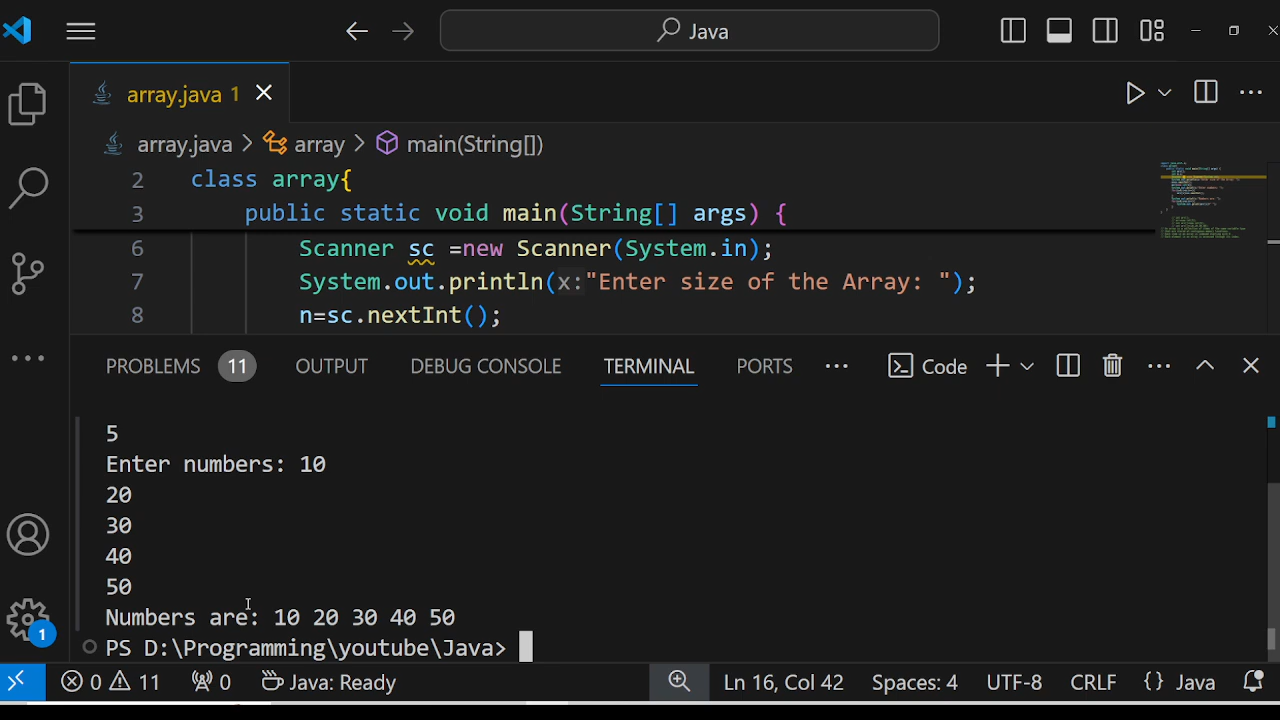 Java
array.java 1
array.java > array > main(String[])
2 class array{
3 public static void main(String[] args) {
6 Scanner sc =new Scanner(System.in);
7 System.out.println(x:"Enter size of the Array: ");
8 n=sc.nextInt();
PROBLEMS 11 OUTPUT DEBUG CONSOLE TERMINAL PORTS ... Code
5
Enter numbers: 10
20
30
40
50
Numbers are: 10 20 30 40 50
PS D:\Programming\youtube\Java>
1
0 11 0 Java: Ready Ln 16, Col 42 Spaces: 4 UTF-8 CRLF {} Java